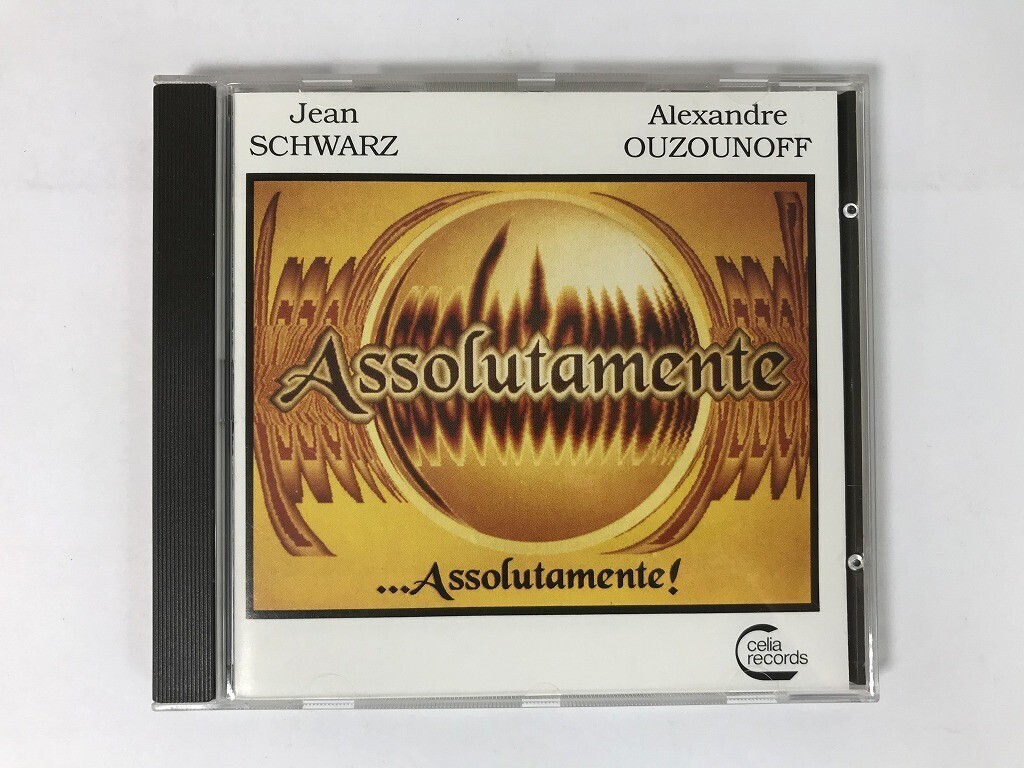 Jean
SCHWARZ
Alexandre
OUZOUNOFF
Assolutamente
...Assolutamente!
celia
records